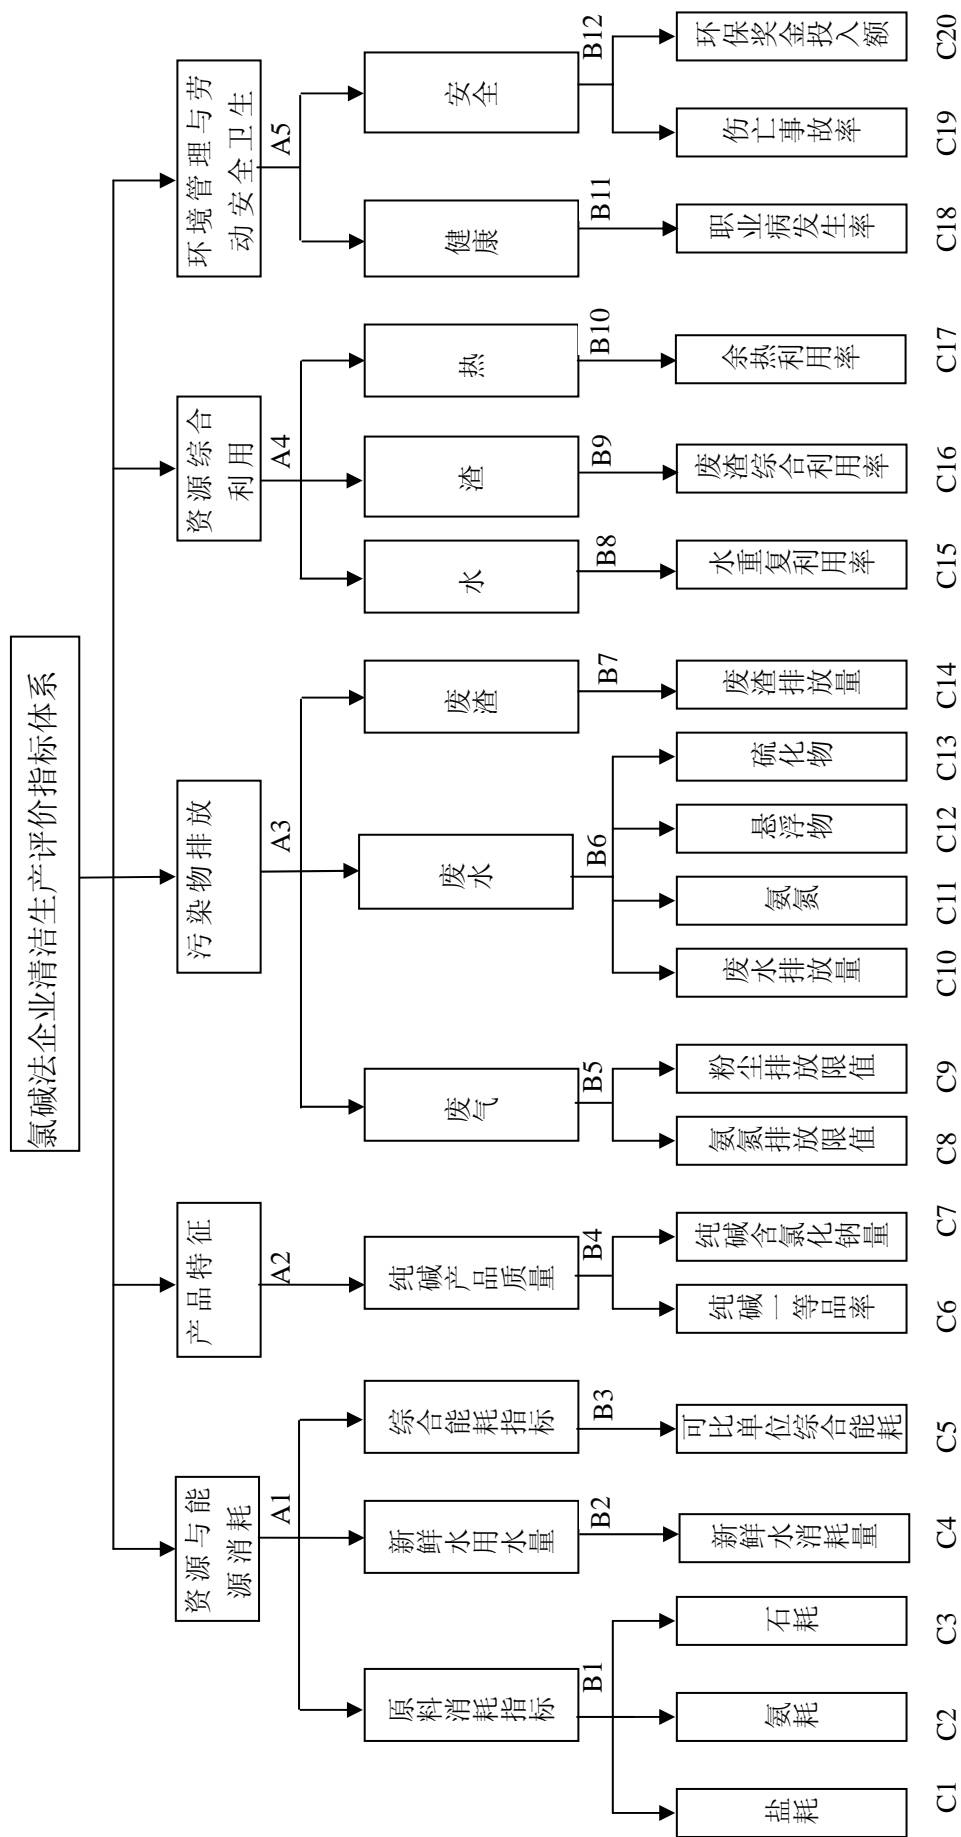 氯碱法企业清洁生产评价指标体系
资源与能
源消耗
产品特征
污染物排放
资源综合
利用
环境管理与劳
动安全卫生
A1
A2
A3
A4
A5
原料消耗指标
新鲜水用水量
综合能耗指标
纯碱产品质量
废气
废水
废渣
水
渣
热
健康
安全
B1
B2
B3
B4
B5
B6
B7
B8
B9
B10
B11
B12
盐耗
氨耗
石耗
新鲜水消耗量
可比单位综合能耗
纯碱一等品率
纯碱含氯化钠量
氨氮排放限值
粉尘排放限值
废水排放量
氨氮
悬浮物
硫化物
废渣排放量
水重复利用率
废渣综合利用率
余热利用率
职业病发生率
伤亡事故率
环保奖金投入额
C1
C2
C3
C4
C5
C6
C7
C8
C9
C10
C11
C12
C13
C14
C15
C16
C17
C18
C19
C20